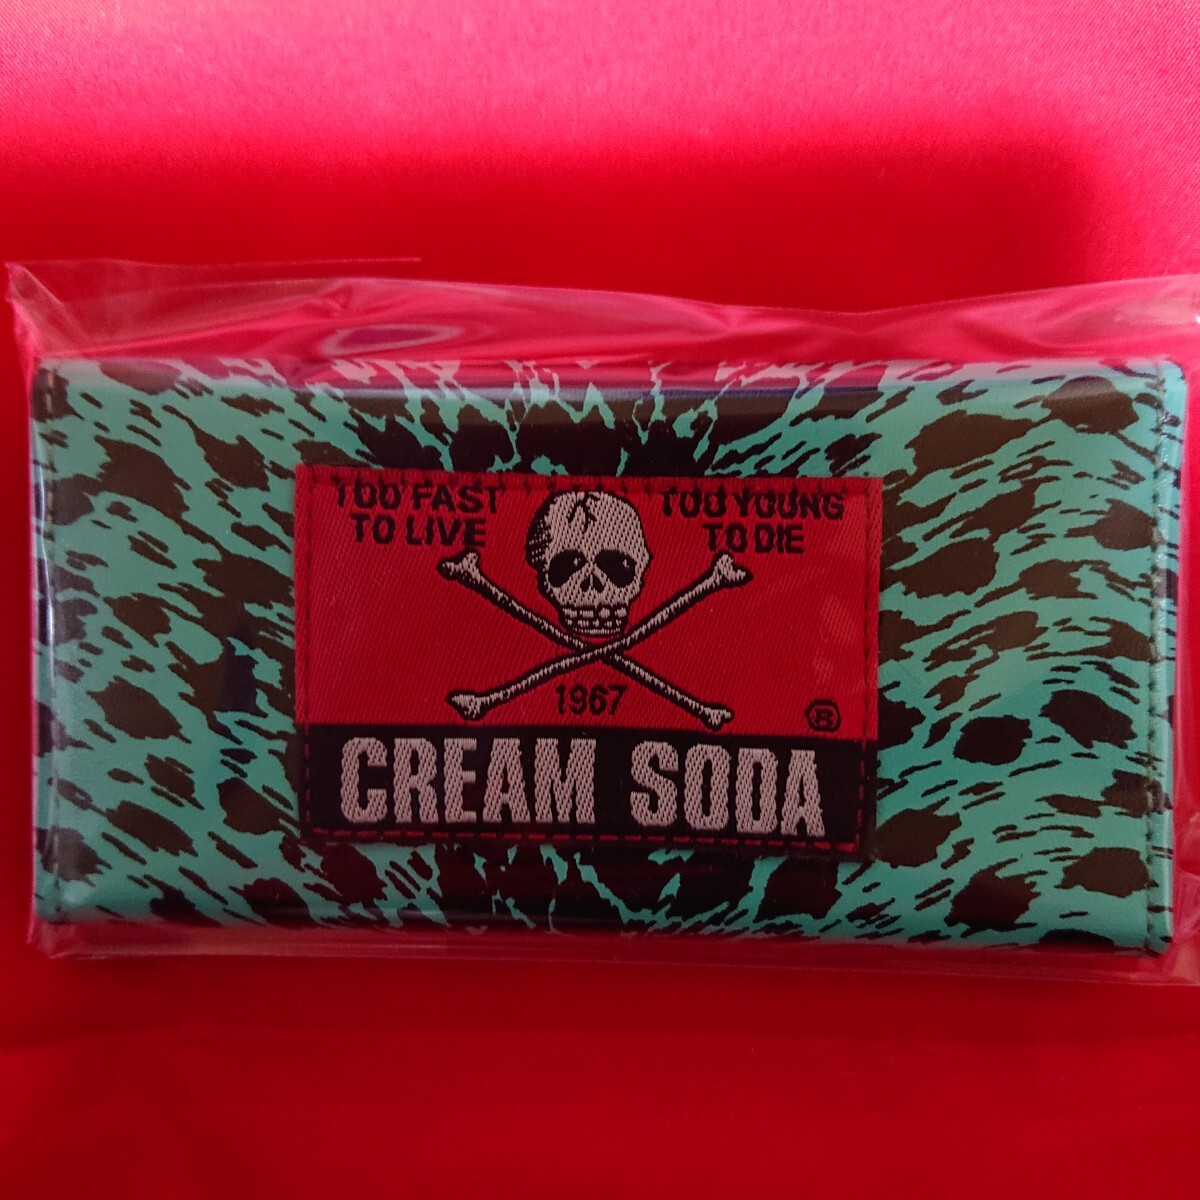 TOO FAST
TO LIVE
TOO YOUNG
TO DIE
1967
®
CREAM SODA